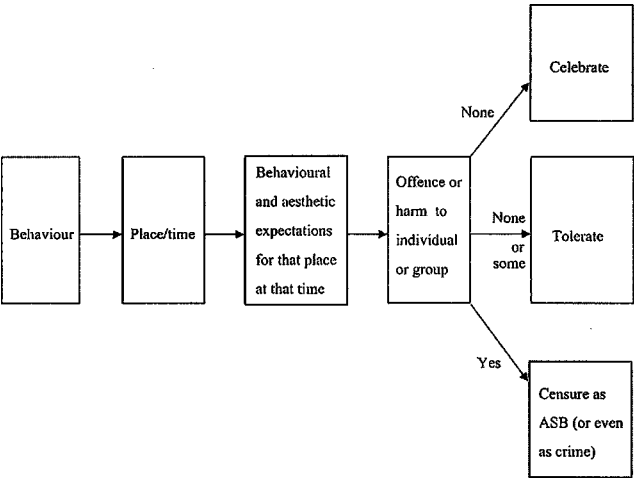 Behaviour
Place/time
Behavioural
and aesthetic
expectations
for that place
at that time
Offence or
harm to
individual
or group
None
Celebrate
None
or
some
Tolerate
Yes
Censure as
ASB (or even
as crime)